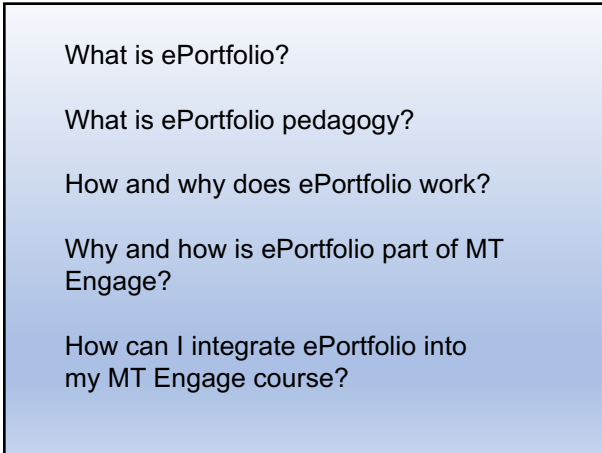 What is ePortfolio?
What is ePortfolio pedagogy?
How and why does ePortfolio work?
Why and how is ePortfolio part of MT
Engage?
How can I integrate ePortfolio into
my MT Engage course?